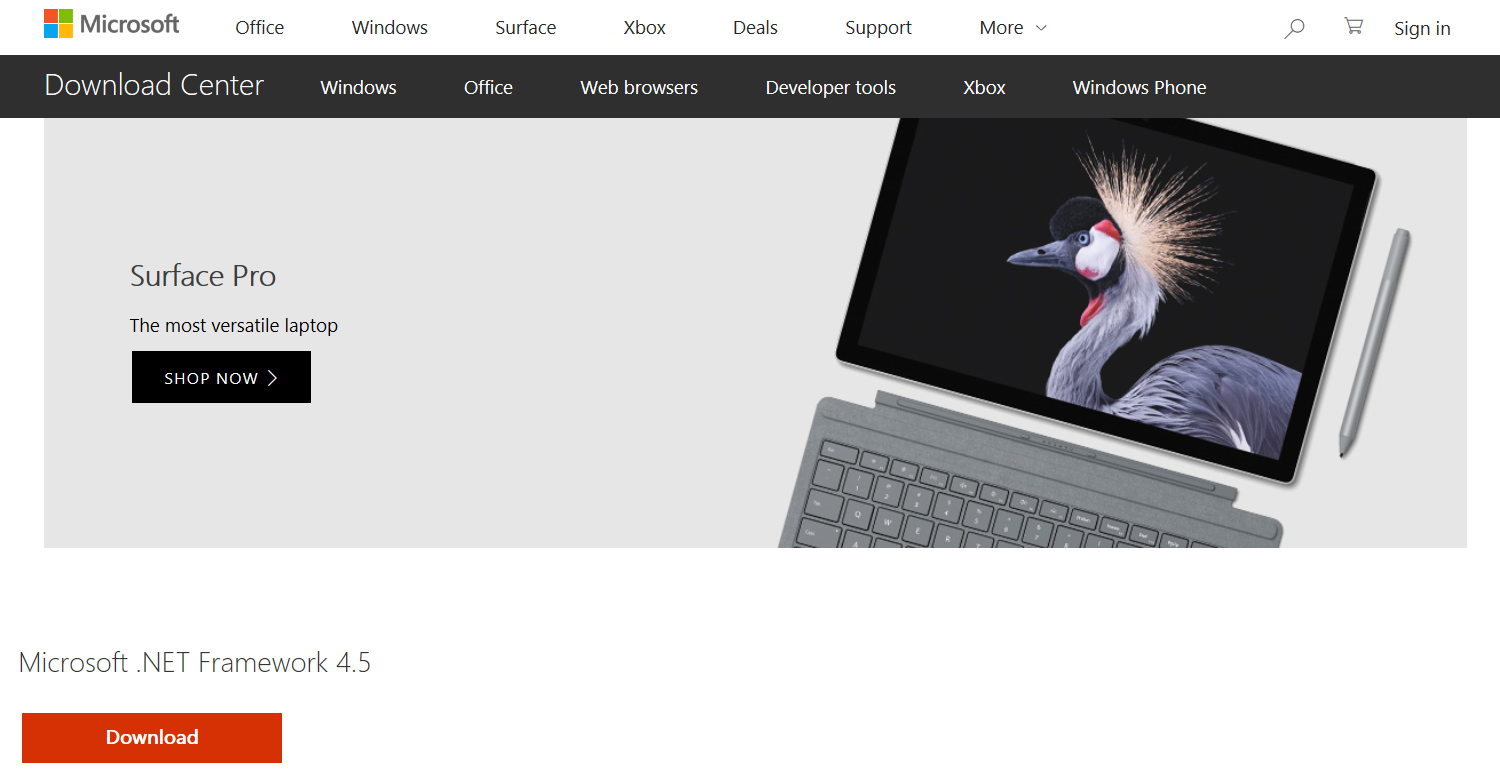 Microsoft Office Windows Surface Xbox Deals Support More Sign in
Download Center Windows Office Web browsers Developer tools Xbox Windows Phone
Surface Pro
The most versatile laptop
SHOP NOW
Microsoft .NET Framework 4.5
Download